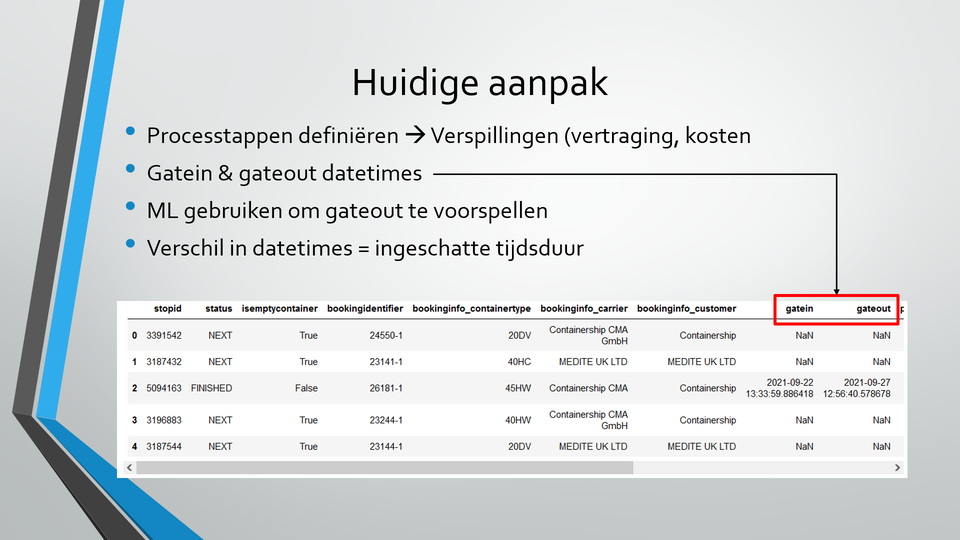 Huidige aanpak
Processtappen definiëren → Verspillingen (vertraging, kosten
Gatein & gateout datetimes
ML gebruiken om gateout te voorspellen
Verschil in datetimes = ingeschatte tijdsduur
stopid status isemptycontainer bookingidentifier bookinginfo_containertype bookinginfo_carrier bookinginfo_customer gatein gateout
0 3391542 NEXT True 24550-1 20DV Containership CMA GmbH Containership NaN NaN
1 3187432 NEXT True 23141-1 40HC MEDITE UK LTD MEDITE UK LTD NaN NaN
2 5094163 FINISHED False 26181-1 45HW Containership CMA Containership 2021-09-22 13:33:59.886418 2021-09-27 12:56:40.578678
3 3196883 NEXT True 23244-1 40HW Containership CMA GmbH Containership NaN NaN
4 3187544 NEXT True 23144-1 20DV MEDITE UK LTD MEDITE UK LTD NaN NaN